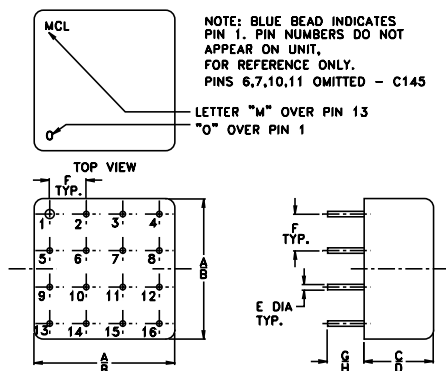 MCL
NOTE: BLUE BEAD INDICATES
PIN 1. PIN NUMBERS DO NOT
APPEAR ON UNIT,
FOR REFERENCE ONLY.
PINS 6,7,10,11 OMITTED – C145
LETTER "M" OVER PIN 13
"O" OVER PIN 1
O
TOP VIEW
F
TYP.
1 2 3 4
5 6 7 8
9 10 11 12
13 14 15 16
A
B
A
B
F
TYP.
E DIA
TYP.
G
H
C
D